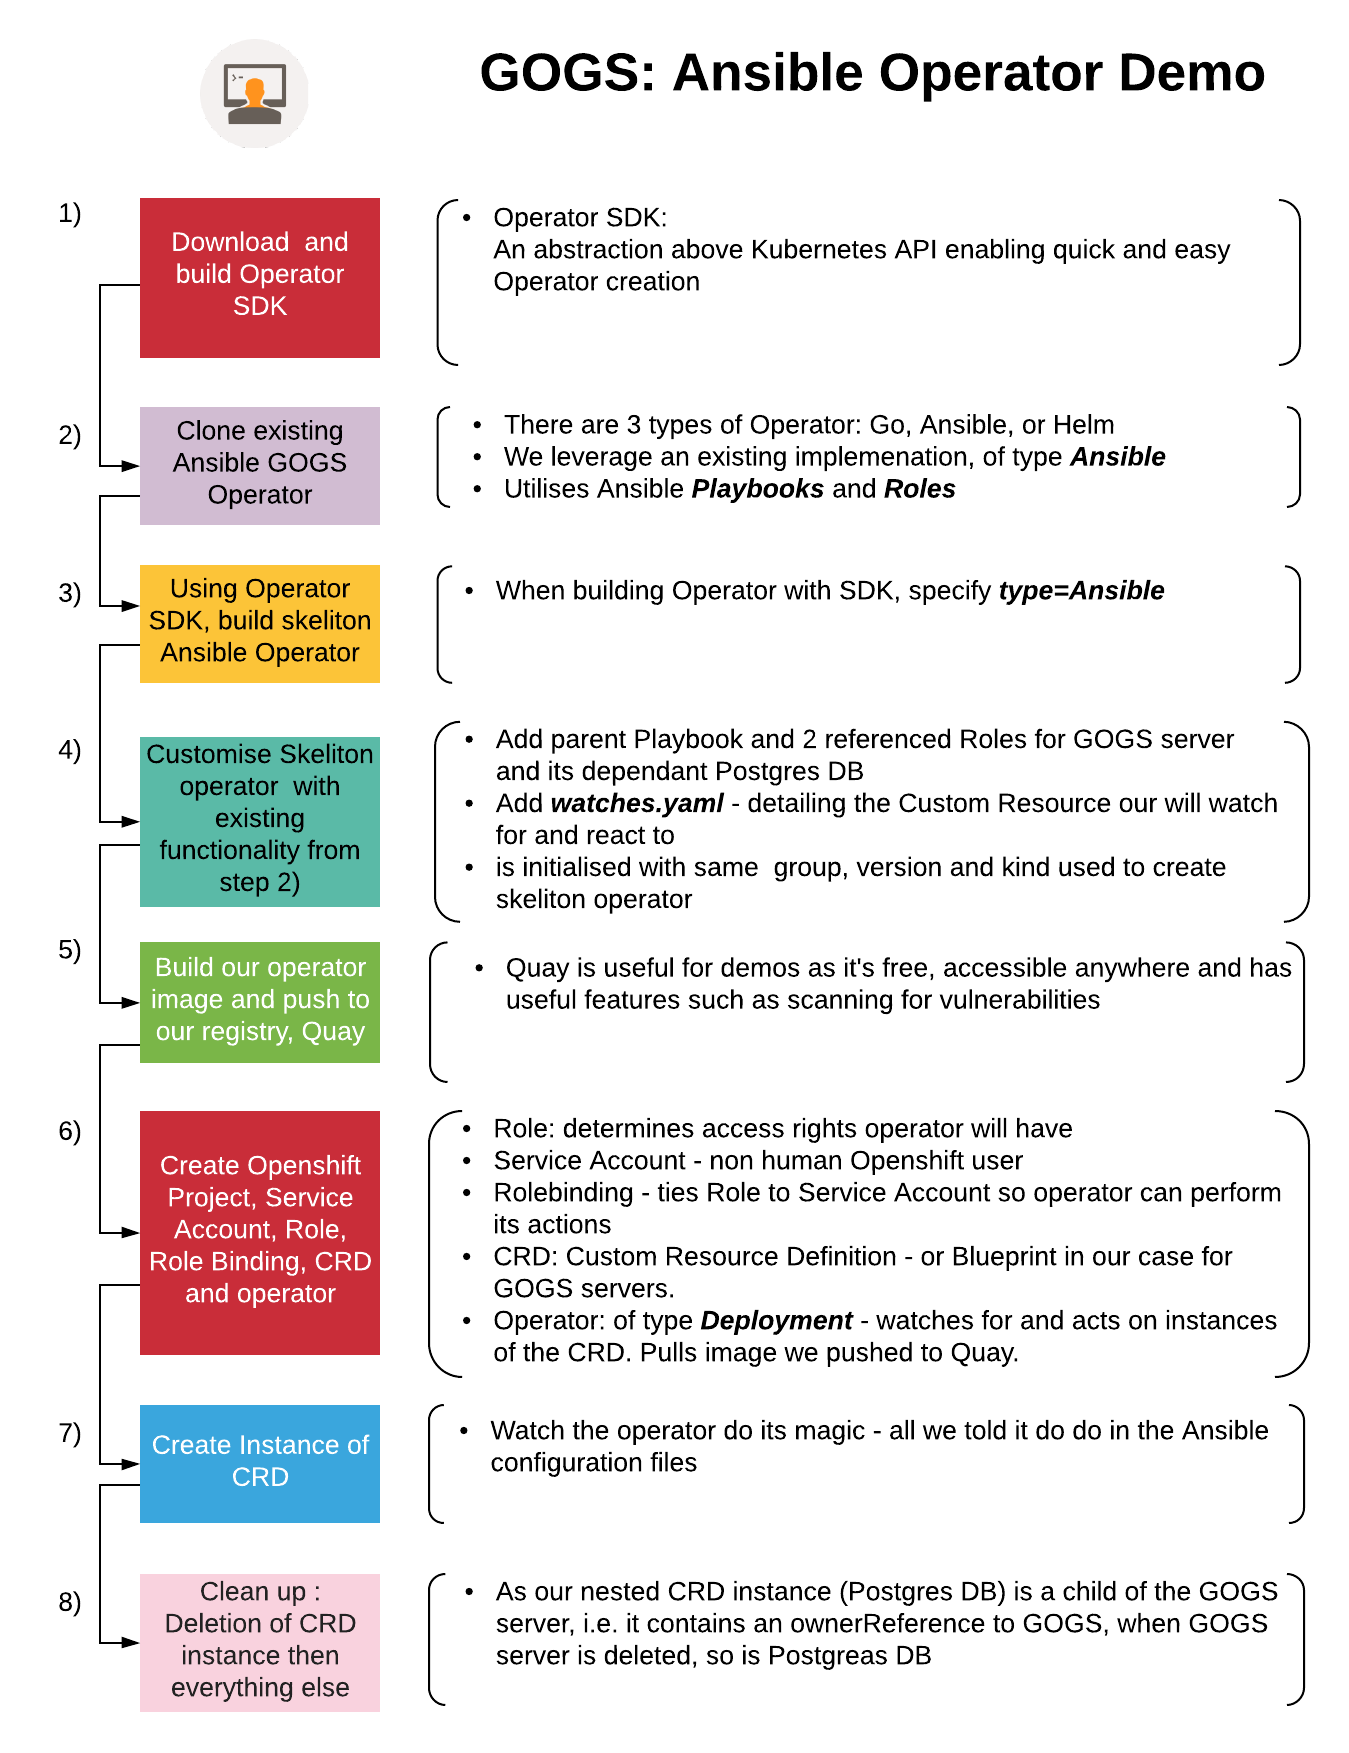 GOGS: Ansible Operator Demo
1)
Download  and
build Operator
SDK
• Operator SDK:
An abstraction above Kubernetes API enabling quick and easy
Operator creation
2)
Clone existing
Ansible GOGS
Operator
• There are 3 types of Operator: Go, Ansible, or Helm
• We leverage an existing implemenation, of type Ansible
• Utilises Ansible Playbooks and Roles
3)
Using Operator
SDK, build skeliton
Ansible Operator
• When building Operator with SDK, specify type=Ansible
4)
Customise Skeliton
operator  with
existing
functionality from
step 2)
• Add parent Playbook and 2 referenced Roles for GOGS server
and its dependant Postgres DB
• Add watches.yaml - detailing the Custom Resource our will watch
for and react to
• is initialised with same  group, version and kind used to create
skeliton operator
5)
Build our operator
image and push to
our registry, Quay
• Quay is useful for demos as it's free, accessible anywhere and has
useful features such as scanning for vulnerabilities
6)
Create Openshift
Project, Service
Account, Role,
Role Binding, CRD
and operator
• Role: determines access rights operator will have
• Service Account - non human Openshift user
• Rolebinding - ties Role to Service Account so operator can perform
its actions
• CRD: Custom Resource Definition - or Blueprint in our case for
GOGS servers.
• Operator: of type Deployment - watches for and acts on instances
of the CRD. Pulls image we pushed to Quay.
7)
Create Instance of
CRD
• Watch the operator do its magic - all we told it do do in the Ansible
configuration files
8)
Clean up :
Deletion of CRD
instance then
everything else
• As our nested CRD instance (Postgres DB) is a child of the GOGS
server, i.e. it contains an ownerReference to GOGS, when GOGS
server is deleted, so is Postgreas DB